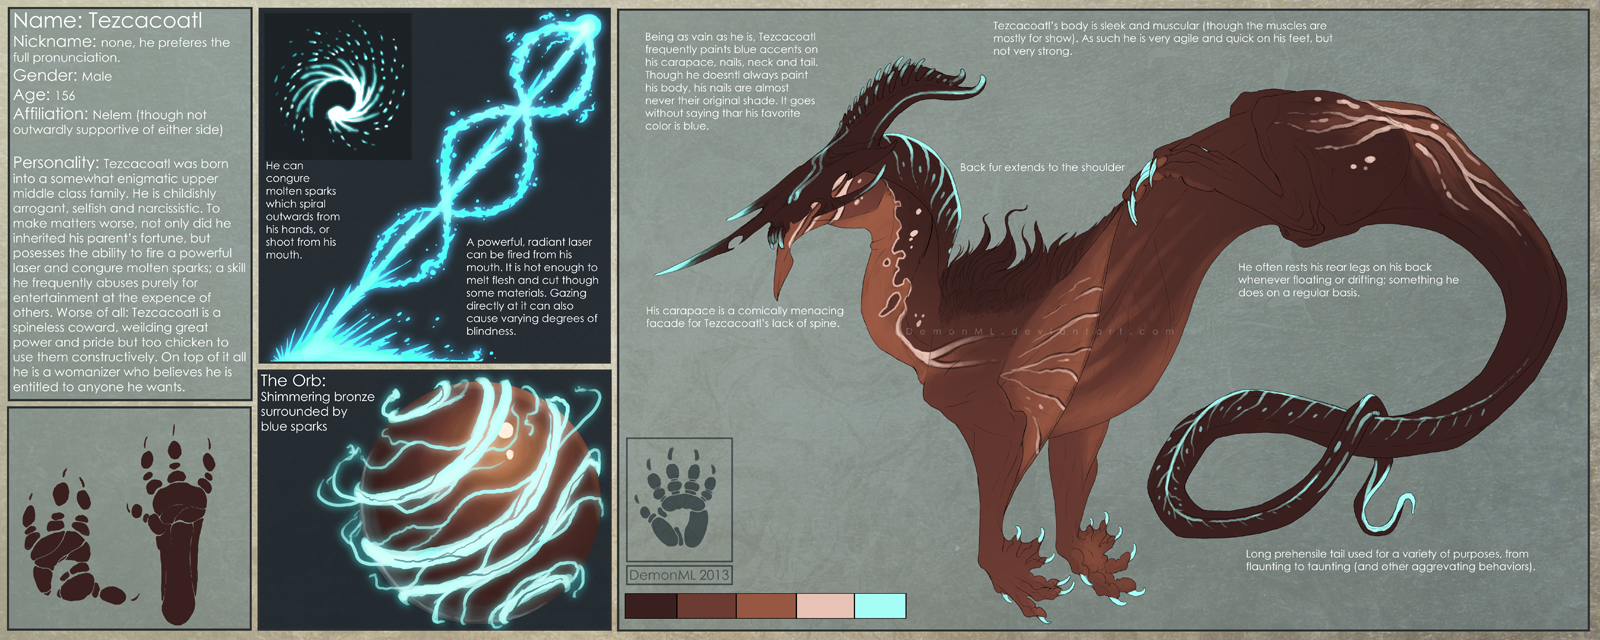 Name: Tezcacoatl
Nickname: none, he preferes the
full pronunciation.
Gender: Male
Age: 156
Affiliation: Nelem (though not
outwardly supportive of either side)
Personality: Tezcacoatl was born
into a somewhat enigmatic upper
middle class family. He is childishly
arrogant, selfish and narcissistic. To
make matters worse, not only did he
inherited his parent's fortune, but
posesses the ability to fire a powerful
laser and congure molten sparks; a skill
he frequently abuses purely for
entertainment at the expence of
others. Worse of all: Tezcacoatl is a
spineless coward, weilding great
power and pride but too chicken to
use them constructively. On top of it all
he is a womanizer who believes he is
entitled to anyone he wants.
He can
congure
molten sparks
which spiral
outwards from
his hands, or
shoot from his
mouth.
A powerful, radiant laser
can be fired from his
mouth. It is hot enough to
melt flesh and cut though
some materials. Gazing
directly at it can also
cause varying degrees of
blindness.
The Orb:
Shimmering bronze
surrounded by
blue sparks
Being as vain as he is, Tezcacoatl
frequently paints blue accents on
his carapace, nails, neck and tail.
Though he doesntl always paint
his body, his nails are almost
never their original shade. It goes
without saying thar his favorite
color is blue.
Tezcacoatl's body is sleek and muscular (though the muscles are
mostly for show). As such he is very agile and quick on his feet, but
not very strong.
Back fur extends to the shoulder
He often rests his rear legs on his back
whenever floating or drifting; something he
does on a regular basis.
His carapace is a comically menacing
facade for Tezcacoatl's lack of spine.
DemonML.deviantart.com
Long prehensile tail used for a variety of purposes, from
flaunting to taunting (and other aggrevating behaviors).
DemonML 2013